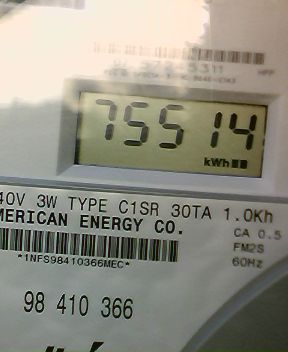 75514
kWh
40V 3W TYPE C1SR 30TA 1.0Kh
MERICAN ENERGY CO.
CA 0.5
FM2S
*1NFS98410366MEC*
60Hz
98 410 366